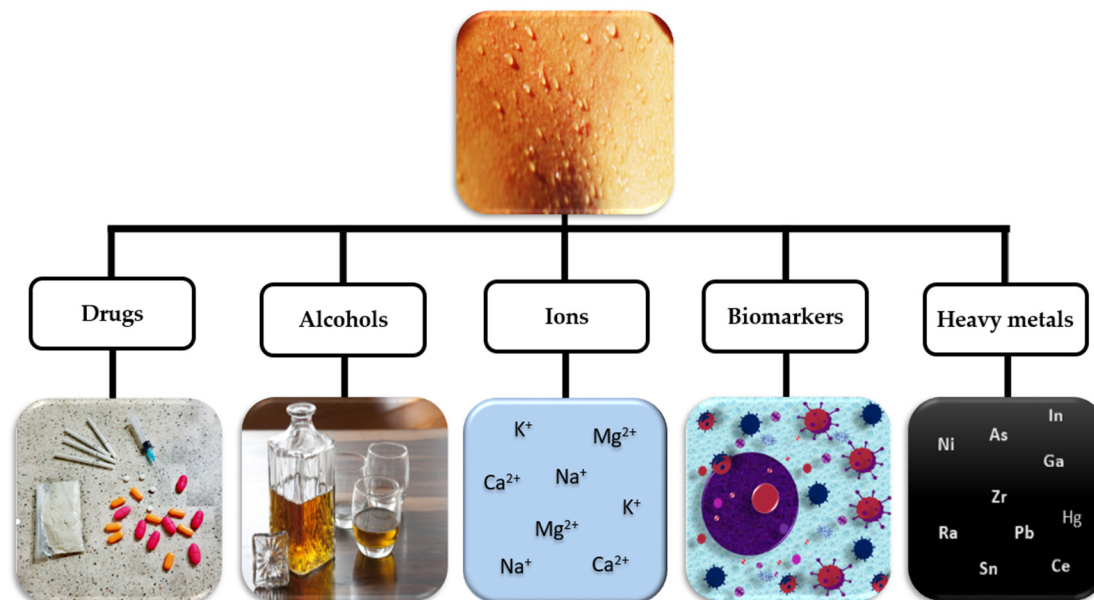 Drugs
Alcohols
Ions
Biomarkers
Heavy metals
K⁺
Mg²⁺
Ca²⁺
Na⁺
K⁺
Mg²⁺
Na⁺
Ca²⁺
In
Ni
As
Ga
Zr
Hg
Ra
Pb
Sn
Ce